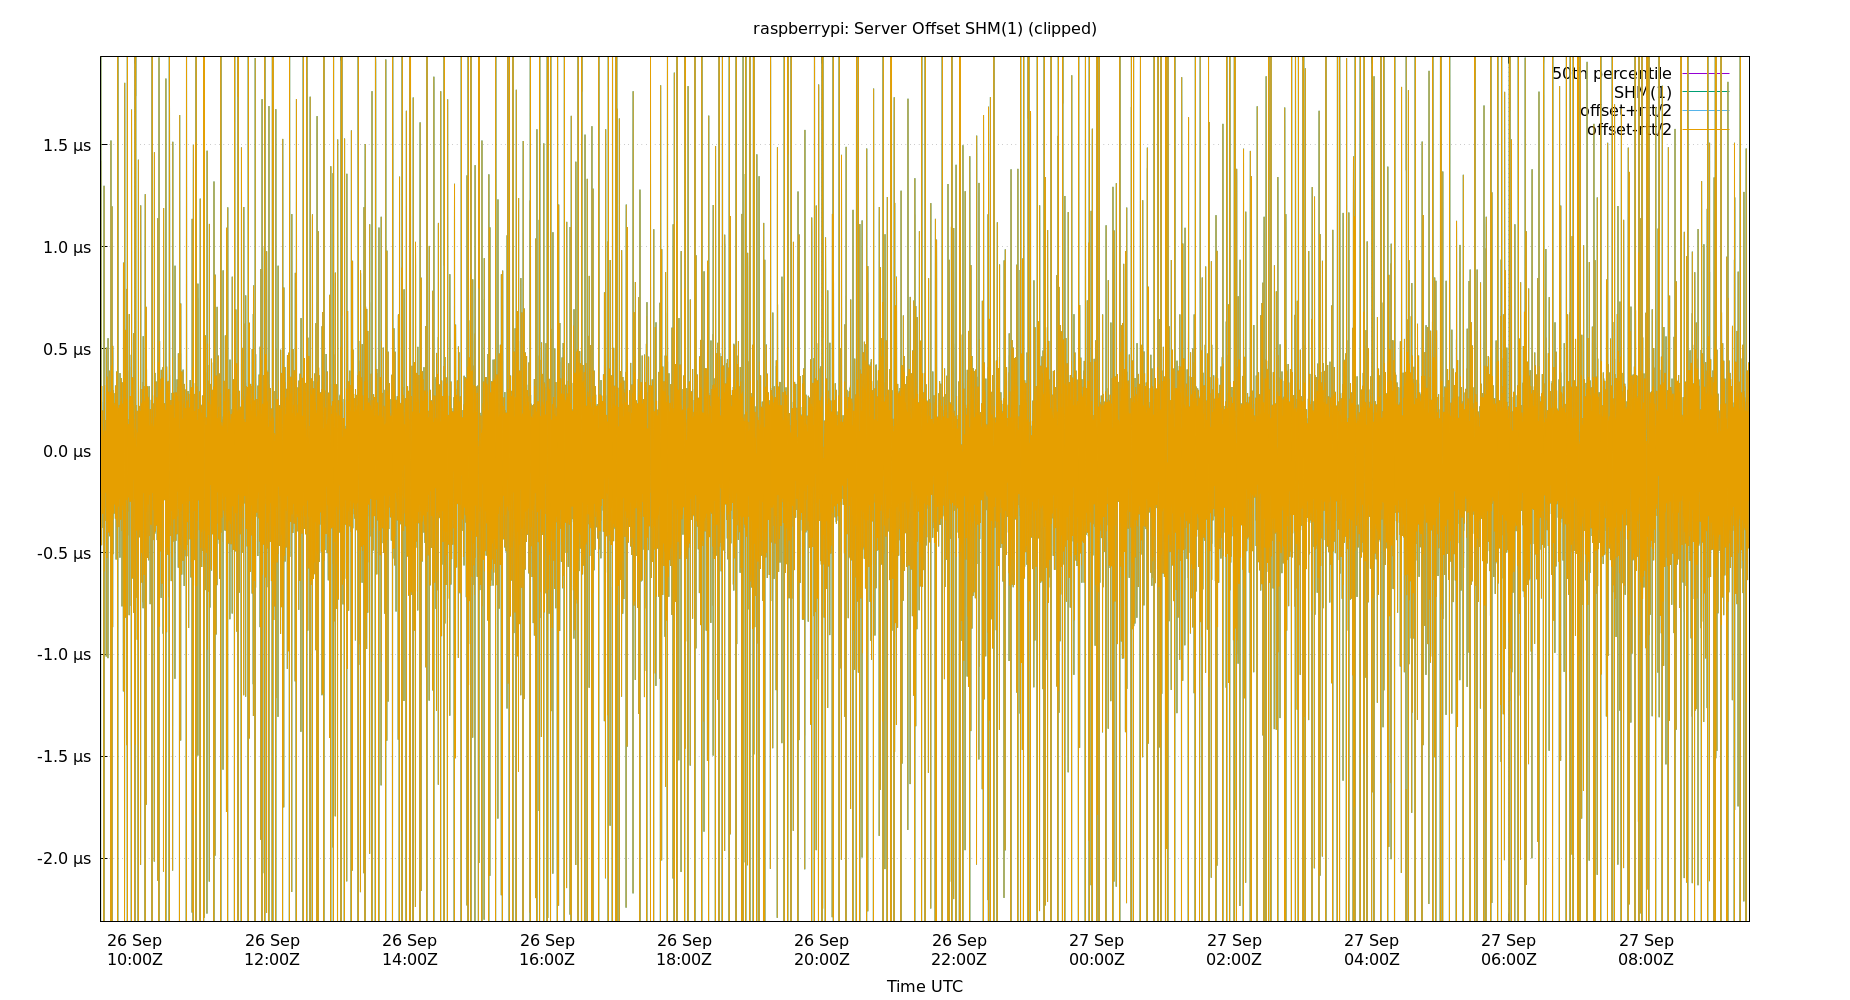 raspberrypi: Server Offset SHM(1) (clipped)
50th percentile
SHM(1)
offset+rtt/2
offset-rtt/2
1.5 µs
1.0 µs
0.5 µs
0.0 µs
-0.5 µs
-1.0 µs
-1.5 µs
-2.0 µs
26 Sep 26 Sep 26 Sep 26 Sep 26 Sep 26 Sep 26 Sep 27 Sep 27 Sep 27 Sep 27 Sep 27 Sep
10:00Z 12:00Z 14:00Z 16:00Z 18:00Z 20:00Z 22:00Z 00:00Z 02:00Z 04:00Z 06:00Z 08:00Z
Time UTC